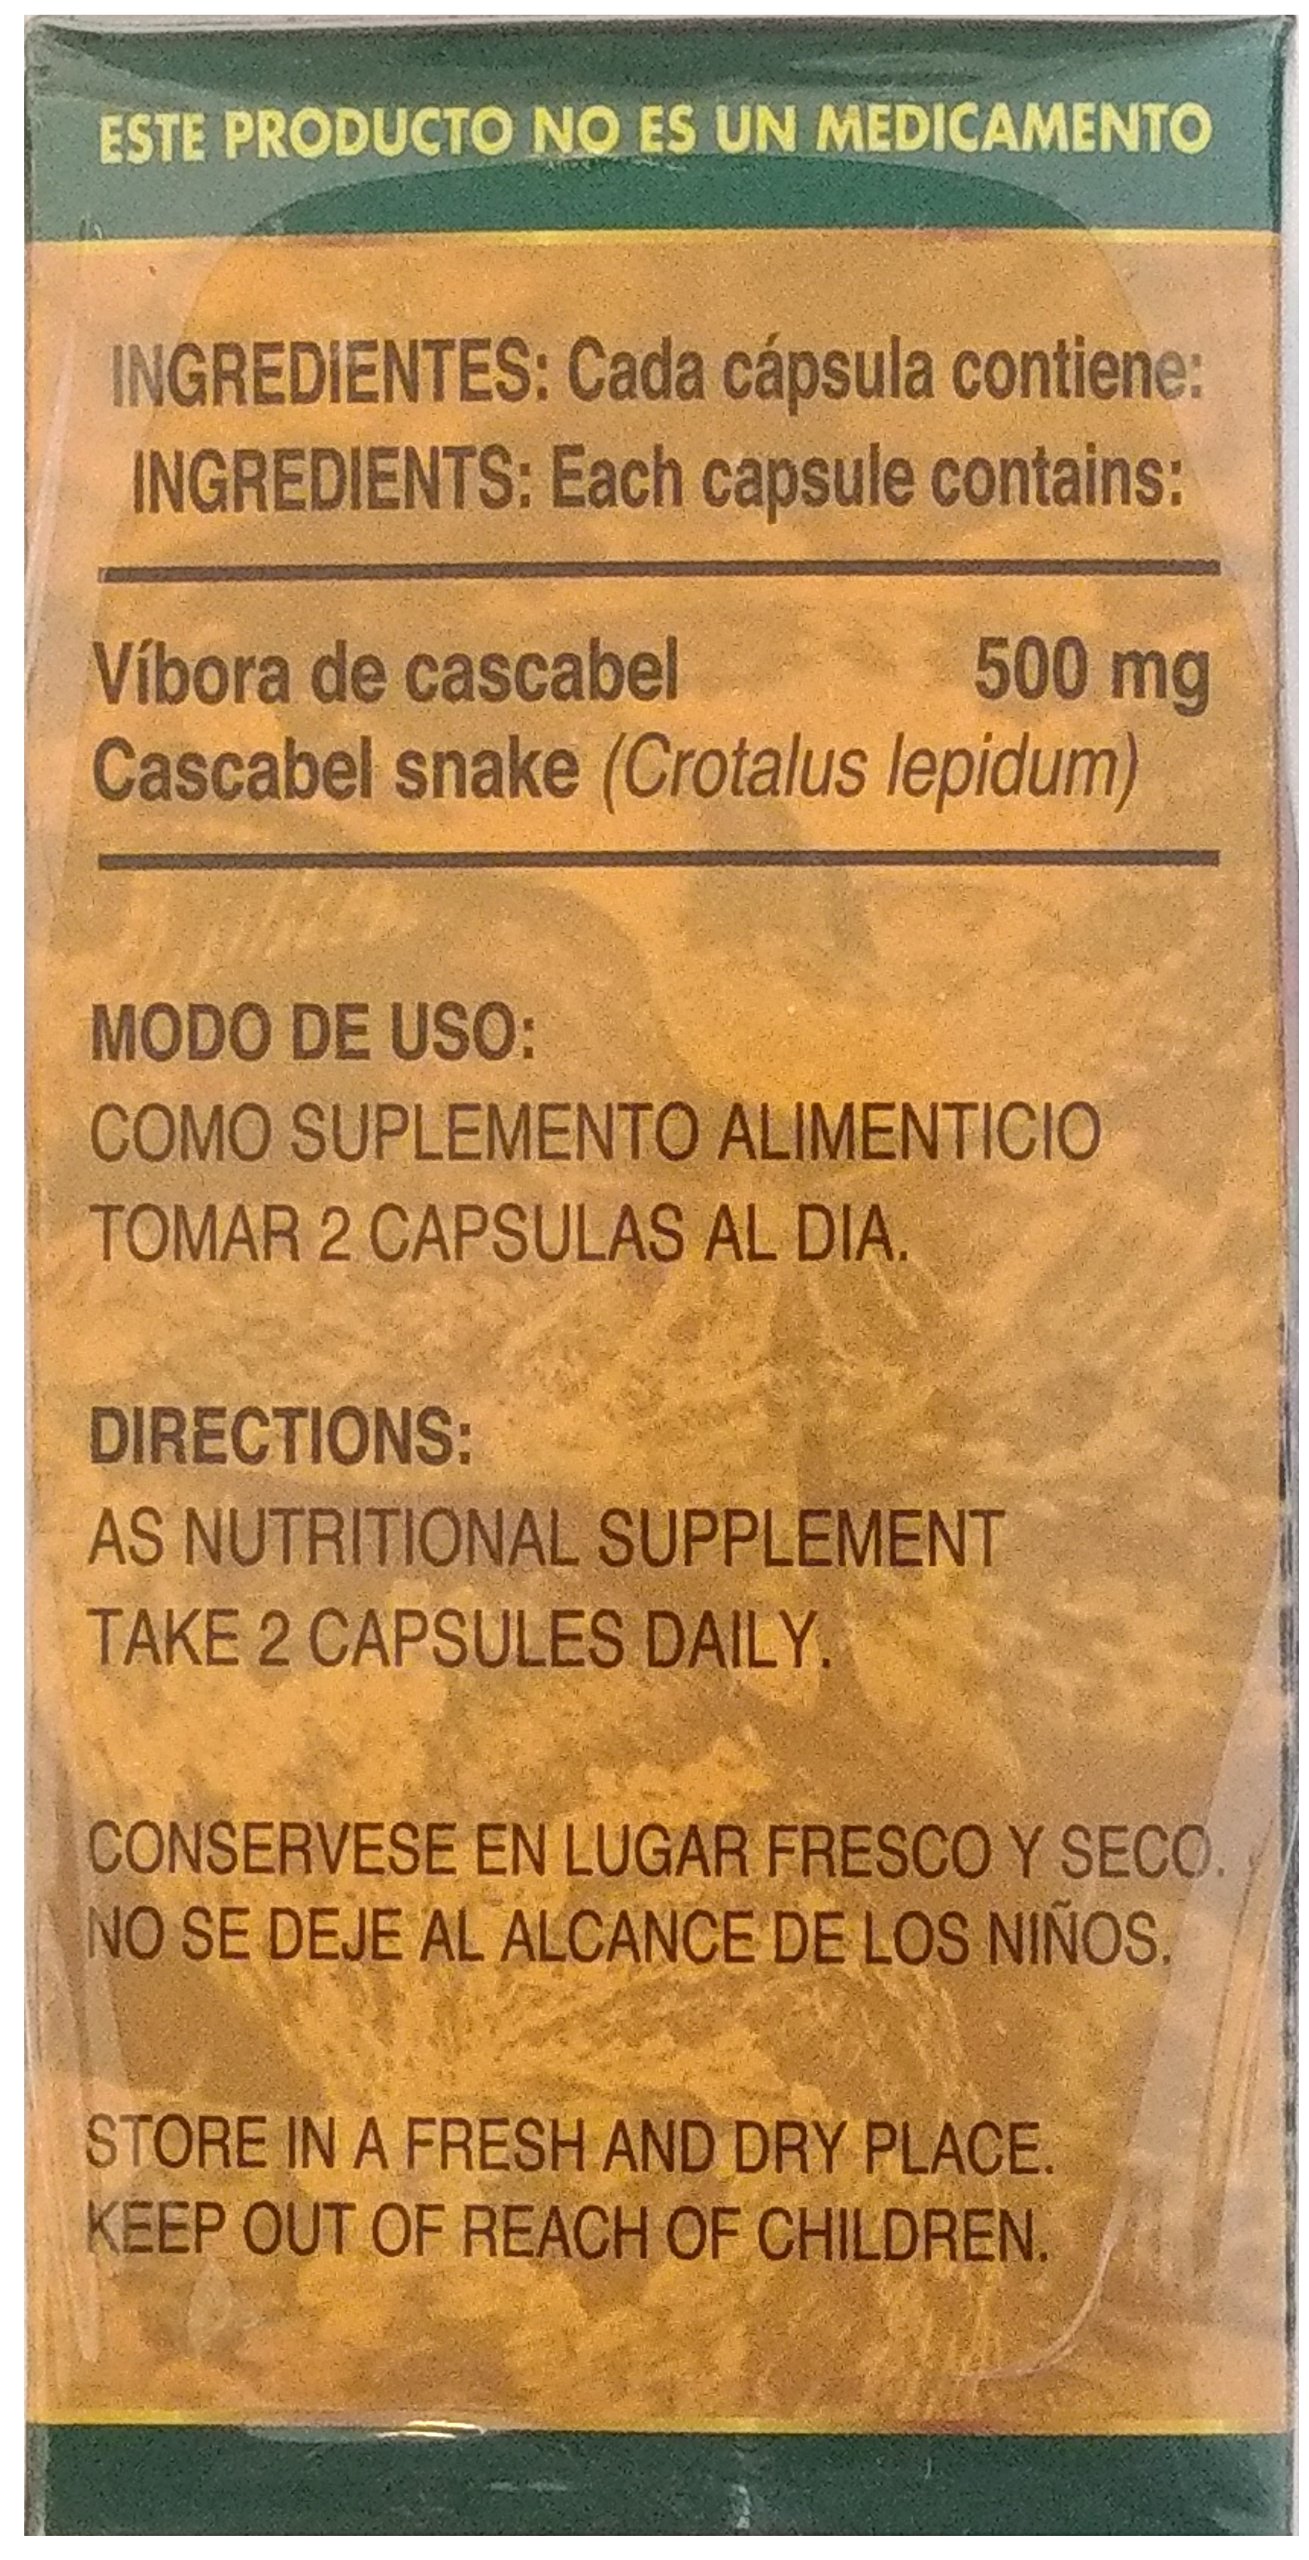 ESTE PRODUCTO NO ES UN MEDICAMENTO
INGREDIENTES: Cada cápsula contiene:
INGREDIENTS: Each capsule contains:
Víbora de cascabel 500 mg
Cascabel snake (Crotalus lepidum)
MODO DE USO:
COMO SUPLEMENTO ALIMENTICIO
TOMAR 2 CAPSULAS AL DIA.
DIRECTIONS:
AS NUTRITIONAL SUPPLEMENT
TAKE 2 CAPSULES DAILY.
CONSERVESE EN LUGAR FRESCO Y SECO.
NO SE DEJE AL ALCANCE DE LOS NIÑOS.
STORE IN A FRESH AND DRY PLACE.
KEEP OUT OF REACH OF CHILDREN.